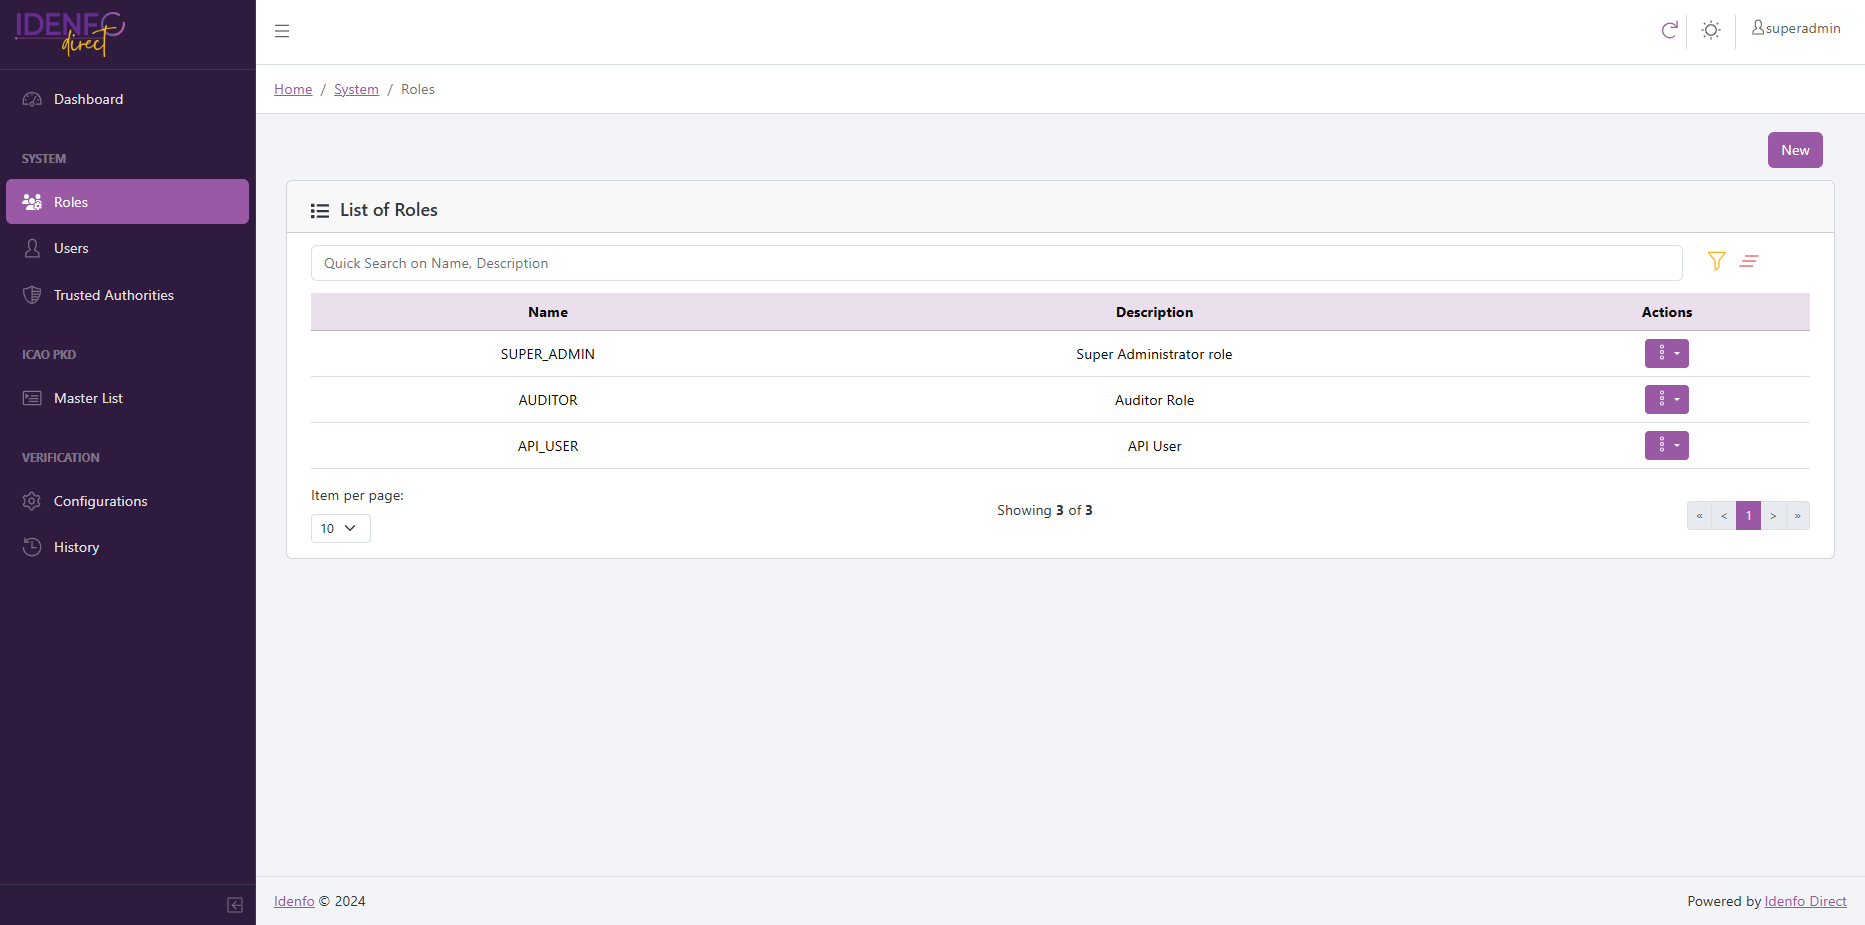 IDENFO
direct
superadmin
Home / System / Roles
Dashboard
SYSTEM
Roles
Users
Trusted Authorities
ICAO PKD
Master List
VERIFICATION
Configurations
History
New
List of Roles
Quick Search on Name, Description
Name Description Actions
SUPER_ADMIN Super Administrator role
AUDITOR Auditor Role
API_USER API User
Item per page:
10
Showing 3 of 3
« < 1 > »
Idenfo © 2024
Powered by Idenfo Direct